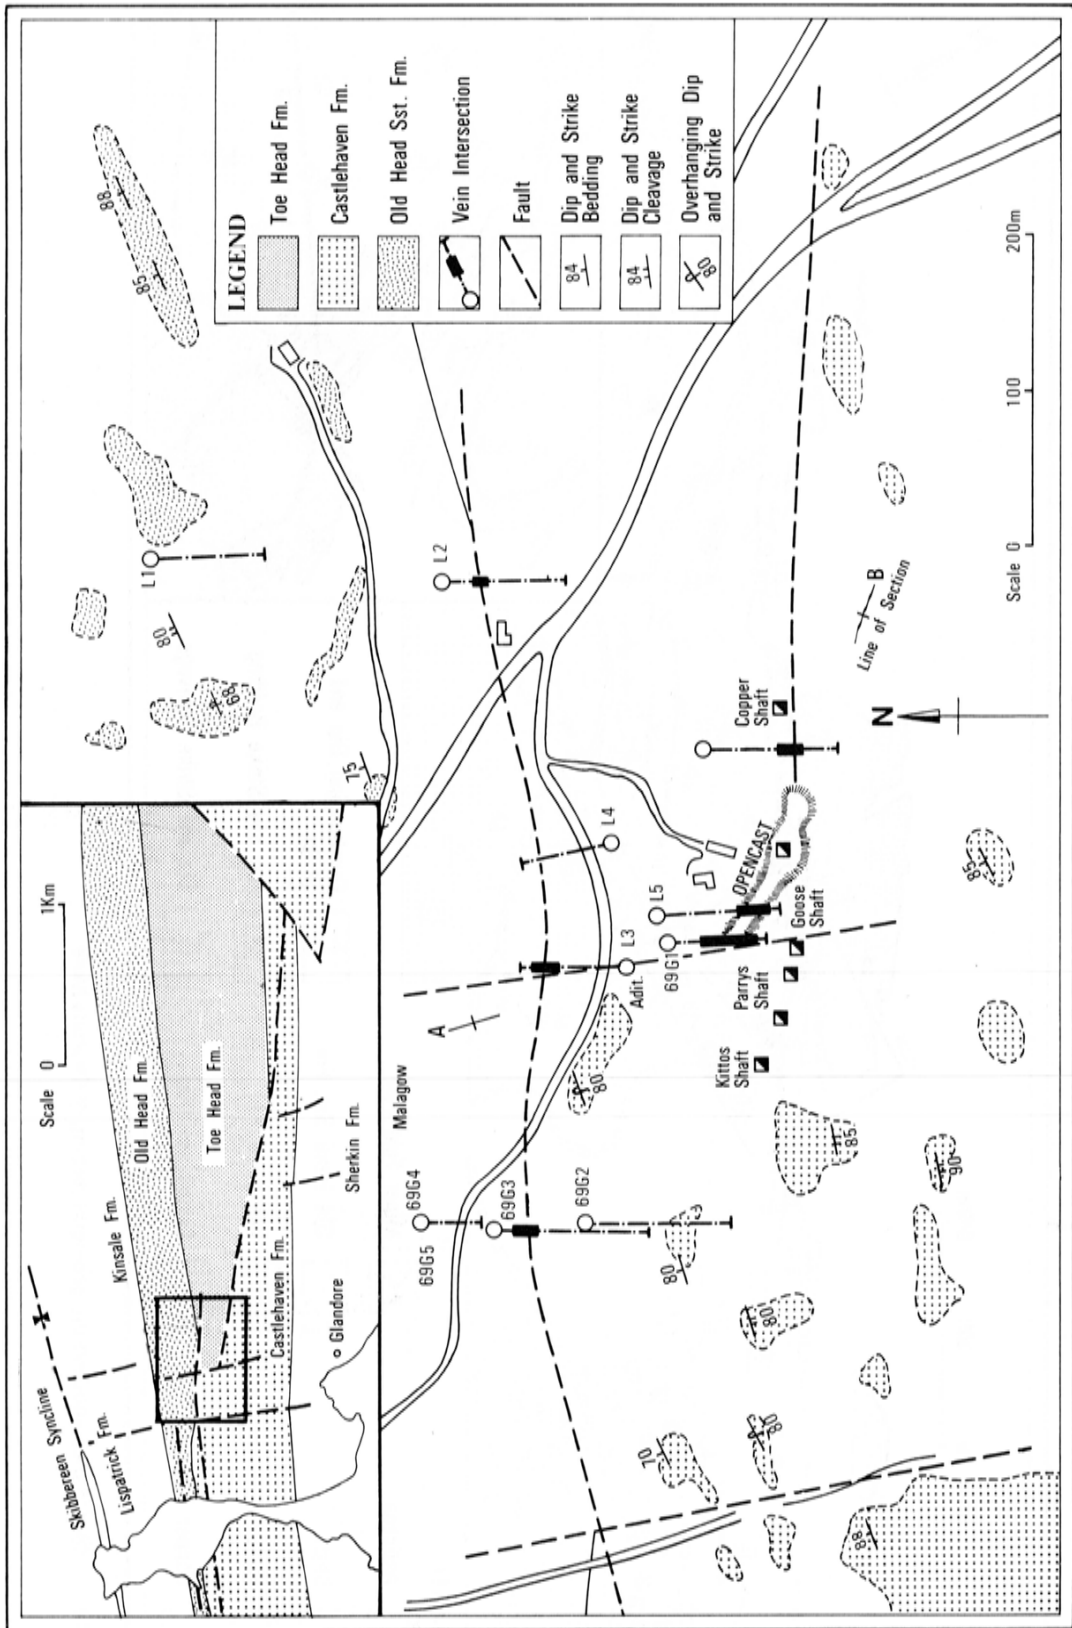 LEGEND
Toe Head Fm.
Castlehaven Fm.
Old Head Sst. Fm.
Vein Intersection
Fault
84
Dip and Strike
Bedding
84
Dip and Strike
Cleavage
80
Overhanging Dip
and Strike
Scale 0
1Km
Skibbereen Syncline
Lispatrick Fm.
Kinsale Fm.
Old Head Fm.
Toe Head Fm.
Castlehaven Fm.
Sherkin Fm.
Glandore
88
85
L1
80
68
75
L2
Malagow
A
69G4
69G5
69G3
69G2
L4
L3
Adit.
L5
69G1
OPENCAST
Goose
Shaft
Parrys
Shaft
Kittos
Shaft
Copper
Shaft
N
B
Line of Section
Scale 0
100
200m
80
80
80
85
90
85
70
80
88